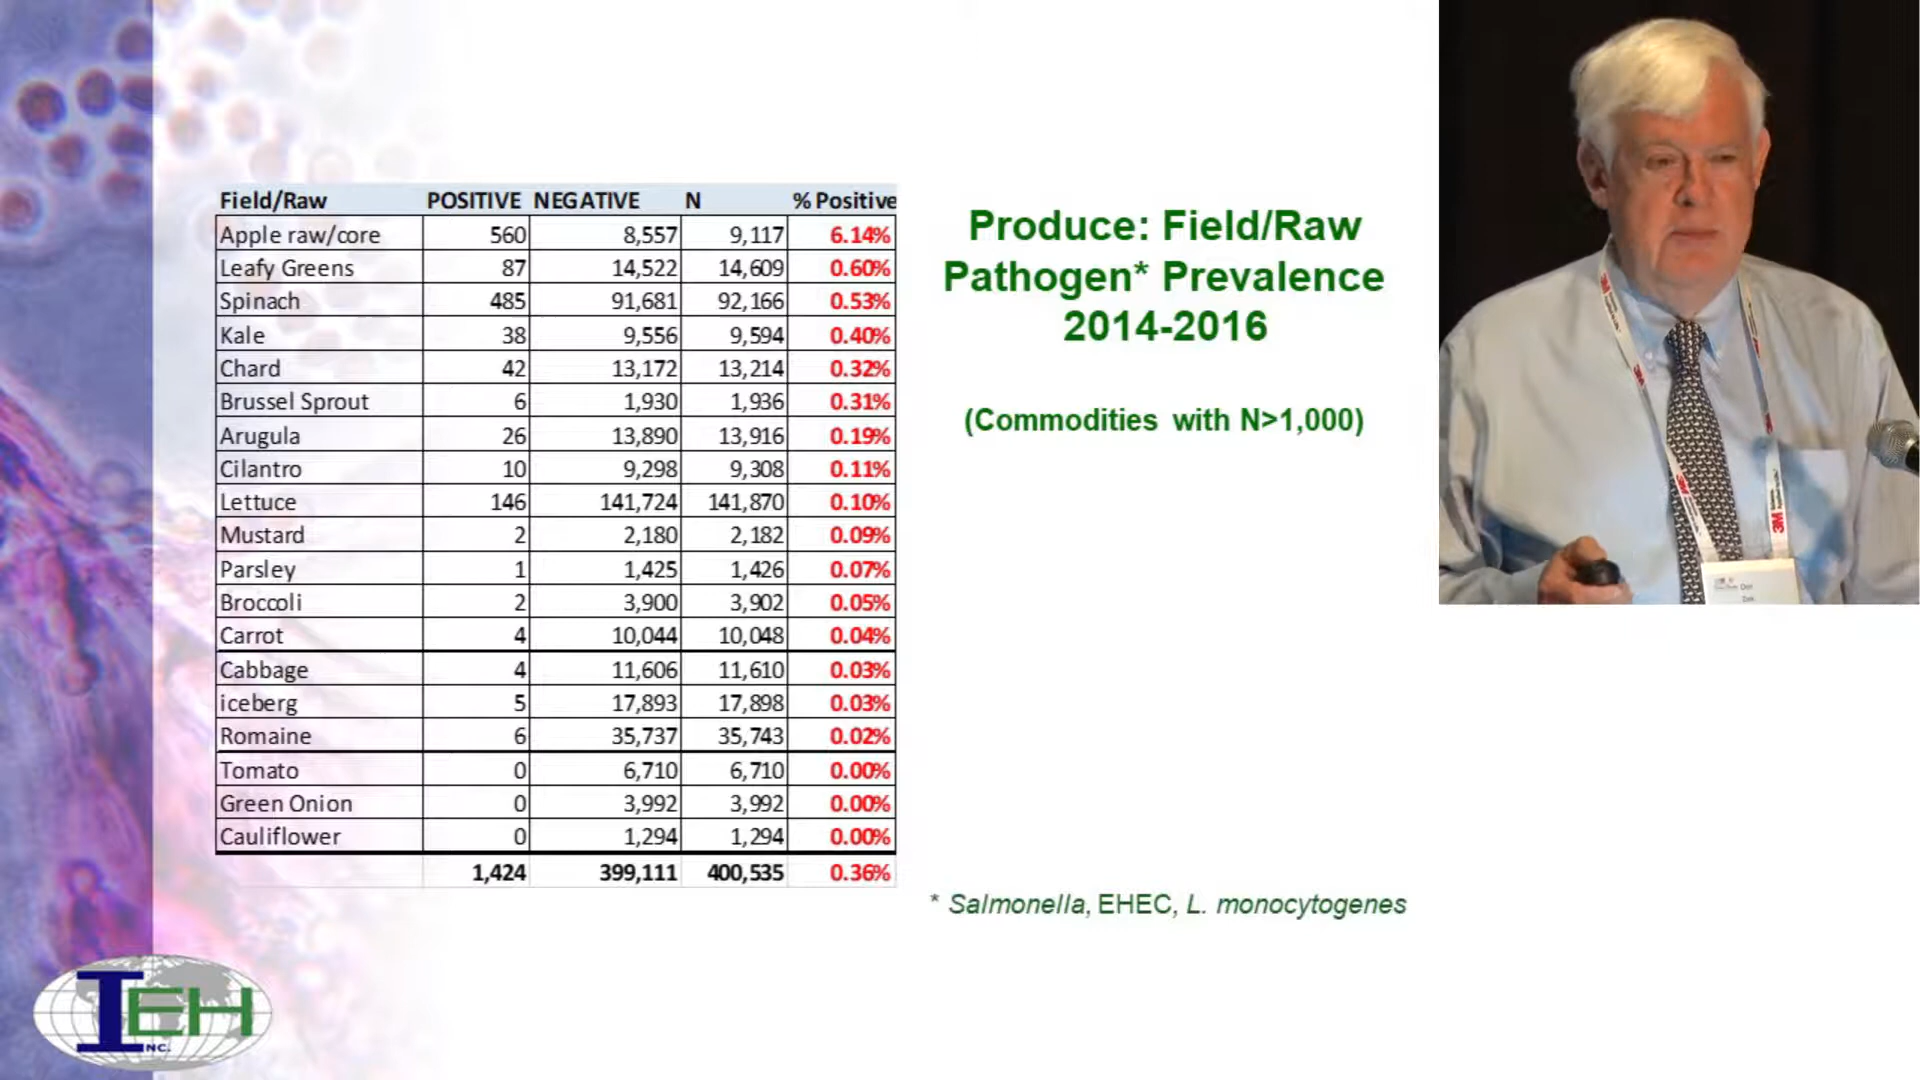 Field/Raw POSITIVE NEGATIVE N % Positive
Apple raw/core 560 8,557 9,117 6.14%
Leafy Greens 87 14,522 14,609 0.60%
Spinach 485 91,681 92,166 0.53%
Kale 38 9,556 9,594 0.40%
Chard 42 13,172 13,214 0.32%
Brussel Sprout 6 1,930 1,936 0.31%
Arugula 26 13,890 13,916 0.19%
Cilantro 10 9,298 9,308 0.11%
Lettuce 146 141,724 141,870 0.10%
Mustard 2 2,180 2,182 0.09%
Parsley 1 1,425 1,426 0.07%
Broccoli 2 3,900 3,902 0.05%
Carrot 4 10,044 10,048 0.04%
Cabbage 4 11,606 11,610 0.03%
iceberg 5 17,893 17,898 0.03%
Romaine 6 35,737 35,743 0.02%
Tomato 0 6,710 6,710 0.00%
Green Onion 0 3,992 3,992 0.00%
Cauliflower 0 1,294 1,294 0.00%
1,424 399,111 400,535 0.36%
Produce: Field/Raw
Pathogen* Prevalence
2014-2016
(Commodities with N>1,000)
* Salmonella, EHEC, L. monocytogenes
IEH
INC.
3M
3M
3M